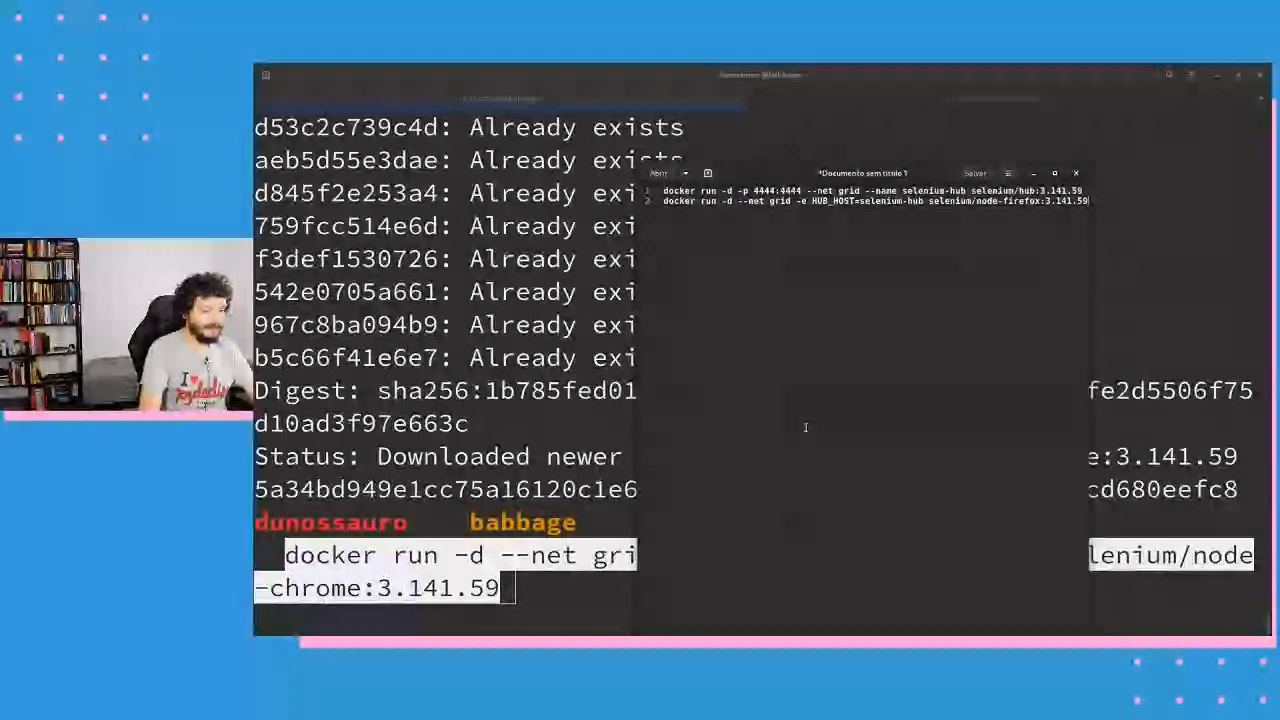 d53c2c739c4d: Already exists
aeb5d55e3dae: Already exists
d845f2e253a4: Already exi
759fcc514e6d: Already exi
f3def1530726: Already exi
542e0705a661: Already exi
967c8ba094b9: Already exi
b5c66f41e6e7: Already exi
Digest: sha256:1b785fed01 fe2d5506f75
d10ad3f97e663c
Status: Downloaded newer e:3.141.59
5a34bd949e1cc75a16120c1e6 cd680eefc8
dunossauro babbage
docker run -d --net gri lenium/node
-chrome:3.141.59
Abrir *Documento sem título 1 Salvar
1 docker run -d -p 4444:4444 --net grid --name selenium-hub selenium/hub:3.141.59
2 docker run -d --net grid -e HUB_HOST=selenium-hub selenium/node-firefox:3.141.59
I